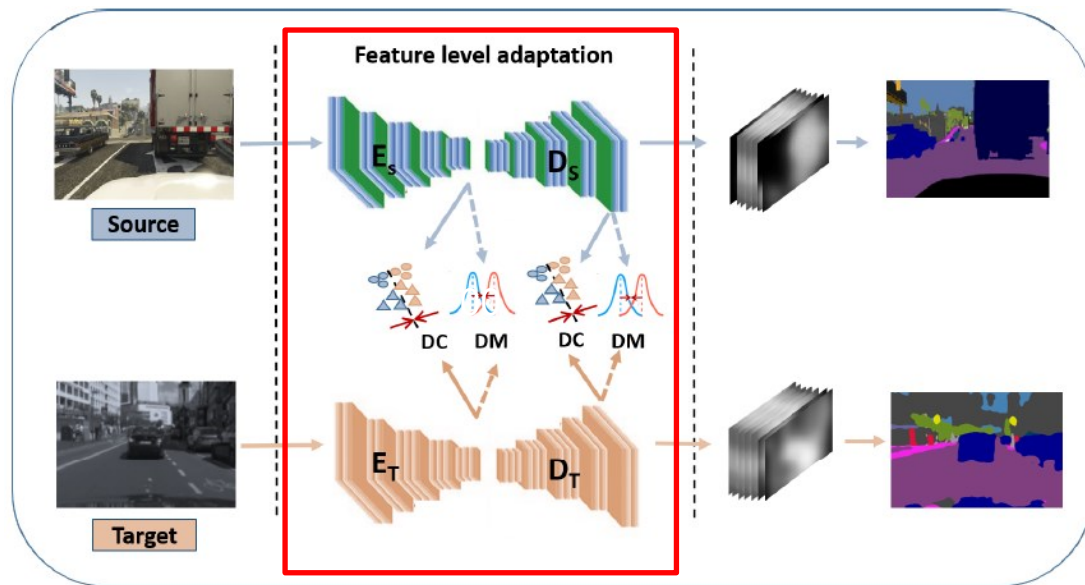 Feature level adaptation
E_S
D_S
Source
DC
DM
DC
DM
E_T
D_T
Target